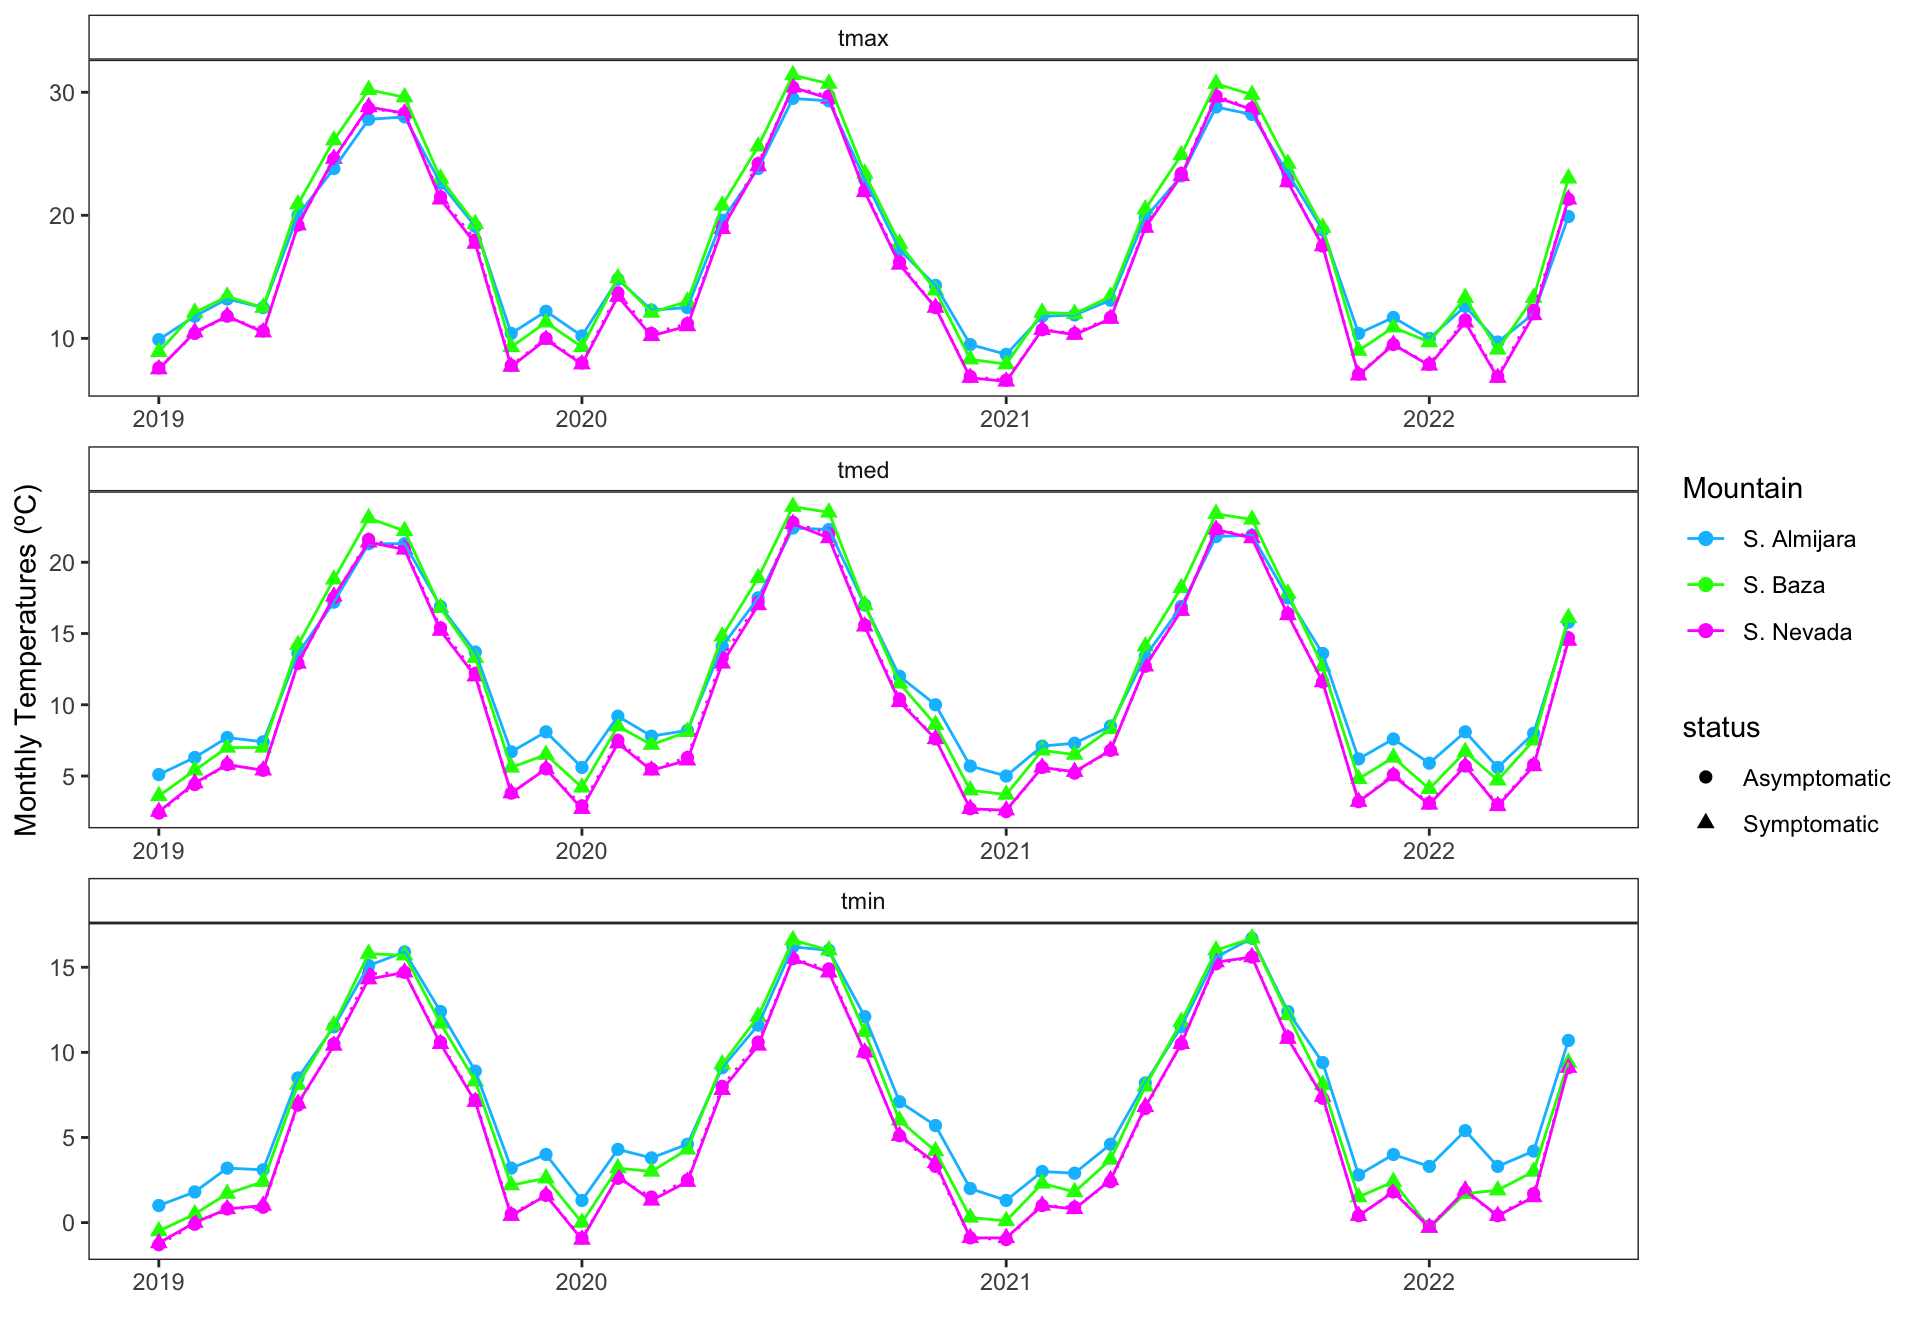 tmax
30
20
10
2019 2020 2021 2022
tmed
20
15
10
5
2019 2020 2021 2022
tmin
15
10
5
0
2019 2020 2021 2022
Monthly Temperatures (ºC)
Mountain
S. Almijara
S. Baza
S. Nevada
status
Asymptomatic
Symptomatic